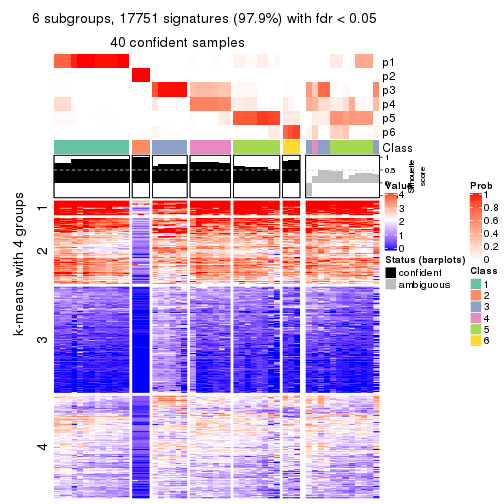 6 subgroups, 17751 signatures (97.9%) with fdr < 0.05
40 confident samples
p1
p2
p3
p4
p5
p6
Class
1
0.5
0
Silhouette
score
k-means with 4 groups
1
2
3
4
Value
4
3
2
1
0
Status (barplots)
confident
ambiguous
Prob
1
0.8
0.6
0.4
0.2
0
Class
1
2
3
4
5
6